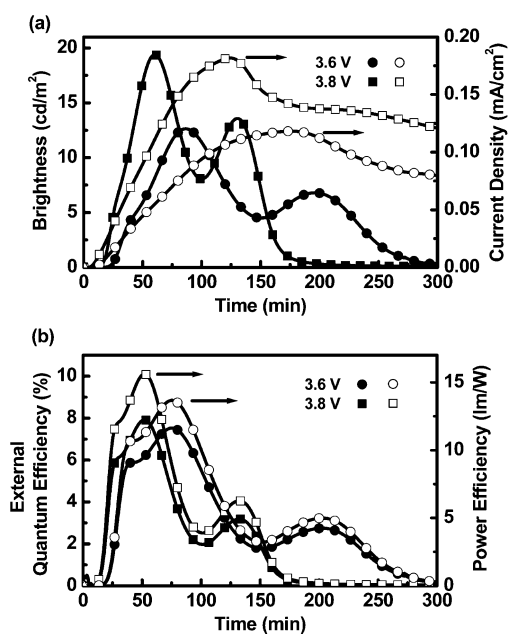 (a)
20
15
10
5
0
Brightness (cd/m²)
3.6 V
3.8 V
0.20
0.15
0.10
0.05
0.00
Current Density (mA/cm²)
0 50 100 150 200 250 300
Time (min)
(b)
10
8
6
4
2
0
External
Quantum Efficiency (%)
3.6 V
3.8 V
15
10
5
0
Power Efficiency (lm/W)
0 50 100 150 200 250 300
Time (min)